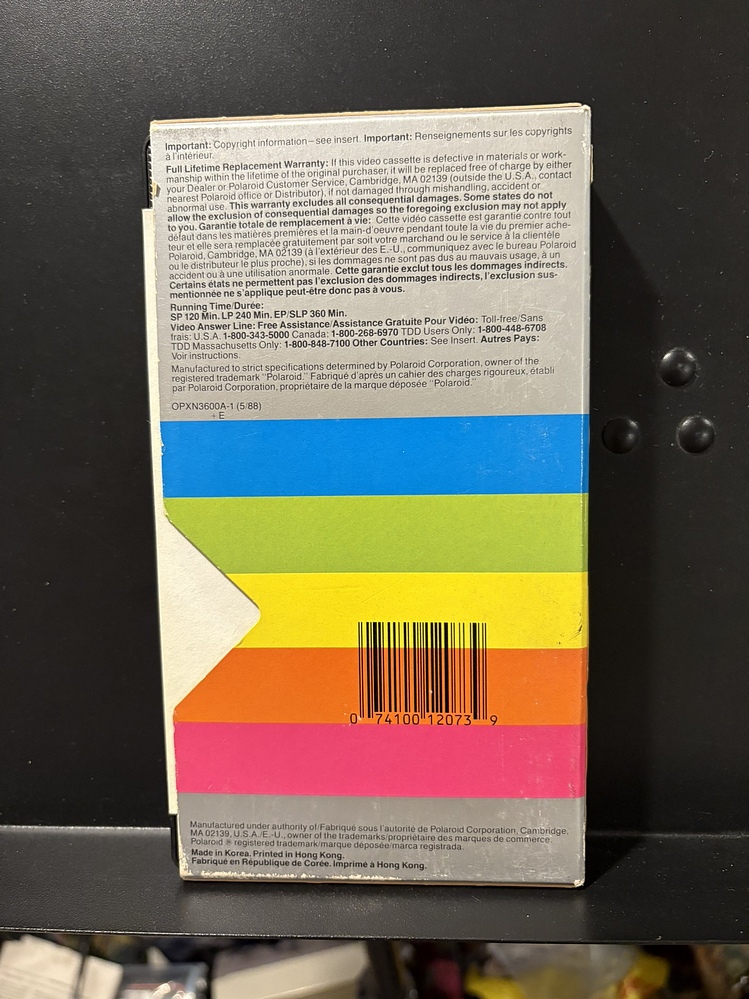 Important: Copyright information–see insert. Important: Renseignements sur les copyrights
à l'intérieur.
Full Lifetime Replacement Warranty: If this video cassette is defective in materials or work-
manship within the lifetime of the original purchaser, it will be replaced free of charge by either
your Dealer or Polaroid Customer Service, Cambridge, MA 02139 (outside the U.S.A., contact
nearest Polaroid office or Distributor), if not damaged through mishandling, accident or
abnormal use. This warranty excludes all consequential damages. Some states do not
allow the exclusion of consequential damages so the foregoing exclusion may not apply
to you. Garantie totale de remplacement à vie: Cette vidéo cassette est garantie contre tout
défaut dans les matières premières et la main-d'oeuvre pendant toute la vie du premier ache-
teur et elle sera remplacée gratuitement par soit votre marchand ou le service à la clientèle
Polaroid, Cambridge, MA 02139 (à l'extérieur des E.-U., communiquez avec le bureau Polaroid
ou le distributeur le plus proche), si les dommages ne sont pas dus au mauvais usage, à un
accident ou à une utilisation anormale. Cette garantie exclut tous les dommages indirects.
Certains états ne permettent pas l'exclusion des dommages indirects, l'exclusion sus-
mentionnée ne s'applique peut-être donc pas à vous.
Running Time/Durée:
SP 120 Min. LP 240 Min. EP/SLP 360 Min.
Video Answer Line: Free Assistance/Assistance Gratuite Pour Vidéo: Toll-free/Sans
frais: U.S.A. 1-800-343-5000 Canada: 1-800-268-6970 TDD Users Only: 1-800-448-6708
TDD Massachusetts Only: 1-800-848-7100 Other Countries: See Insert. Autres Pays:
Voir instructions.
Manufactured to strict specifications determined by Polaroid Corporation, owner of the
registered trademark "Polaroid." Fabriqué d'après un cahier des charges rigoureux, établi
par Polaroid Corporation, propriétaire de la marque déposée "Polaroid."
OPXN3600A-1 (5/88)
+E
0 74100 12073 9
Manufactured under authority of/Fabriqué sous l'autorité de Polaroid Corporation, Cambridge,
MA 02139, U.S.A./E.-U., owner of the trademarks/propriétaire des marques de commerce.
Polaroid ® registered trademark/marque déposée/marca registrada.
Made in Korea. Printed in Hong Kong.
Fabriqué en République de Corée. Imprimé à Hong Kong.